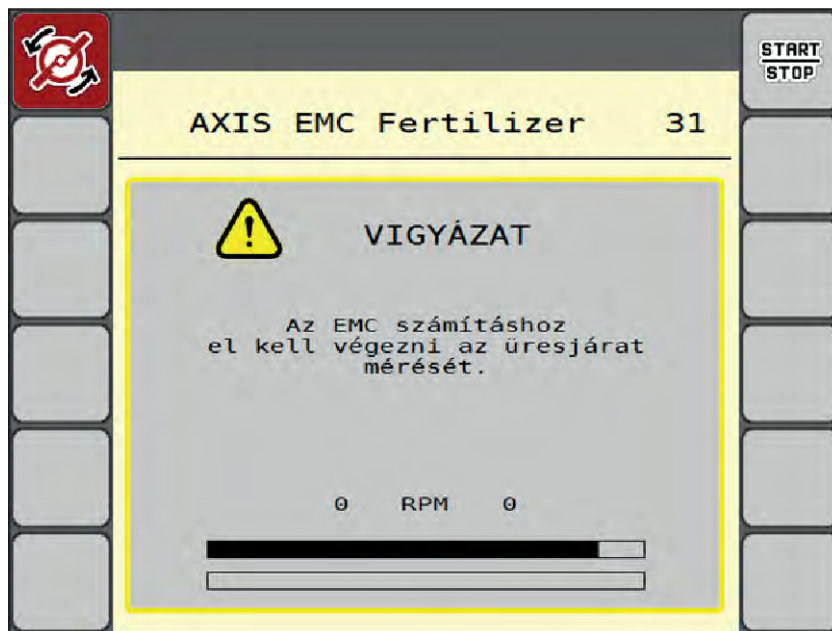 START
STOP
AXIS EMC Fertilizer 31
VIGYÁZAT
Az EMC számításhoz
el kell végezni az üresjárat
mérését.
0 RPM 0